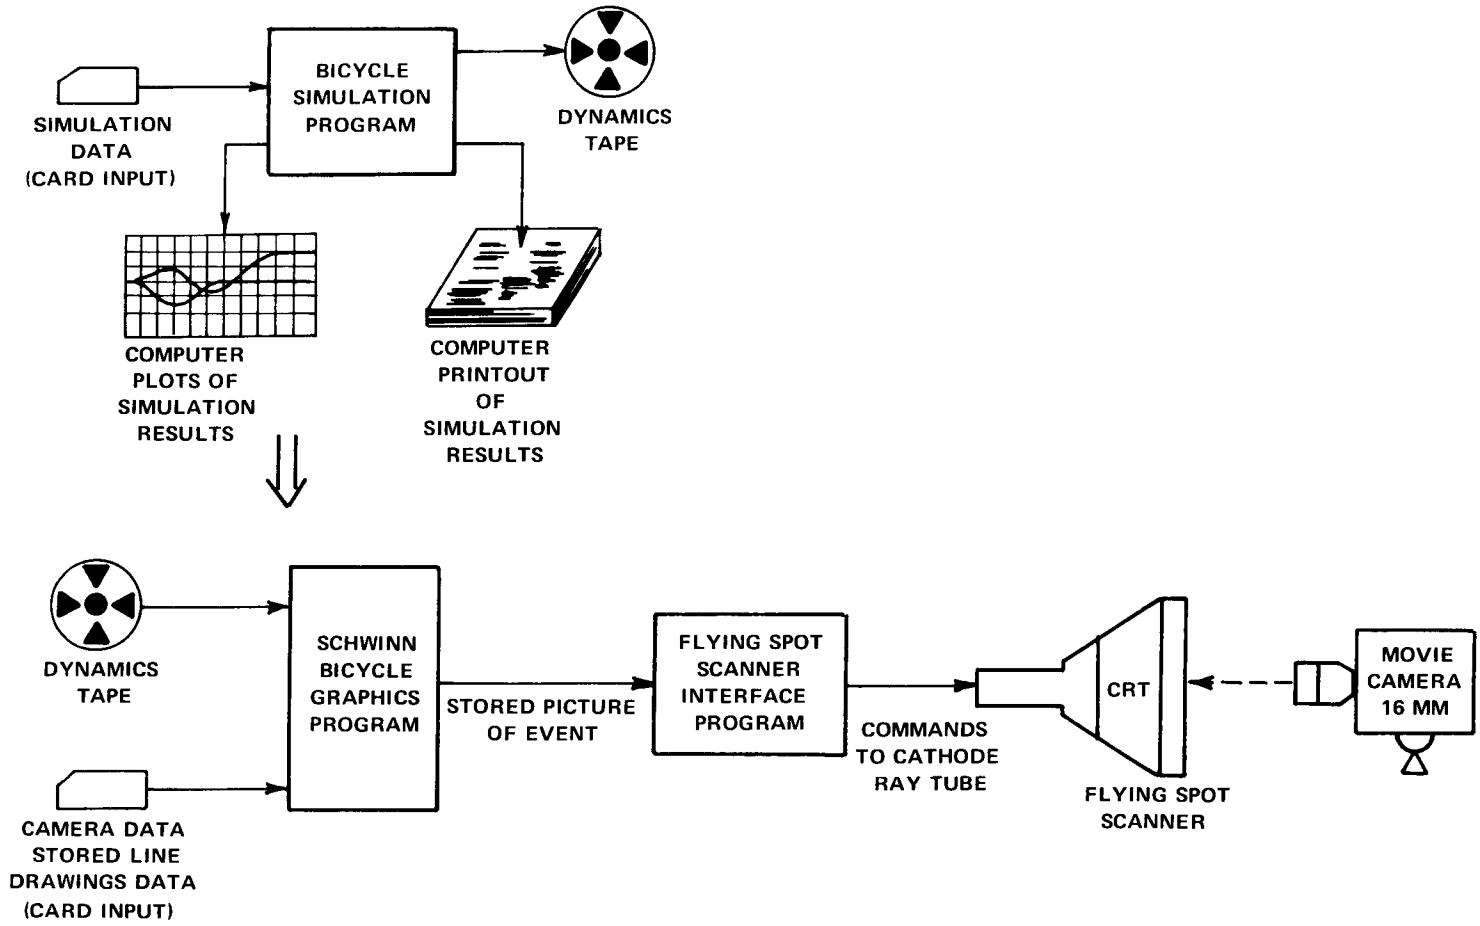 BICYCLE
SIMULATION
PROGRAM
SIMULATION
DATA
(CARD INPUT)
DYNAMICS
TAPE
COMPUTER
PLOTS OF
SIMULATION
RESULTS
COMPUTER
PRINTOUT
OF
SIMULATION
RESULTS
DYNAMICS
TAPE
CAMERA DATA
STORED LINE
DRAWINGS DATA
(CARD INPUT)
SCHWINN
BICYCLE
GRAPHICS
PROGRAM
STORED PICTURE
OF EVENT
FLYING SPOT
SCANNER
INTERFACE
PROGRAM
COMMANDS
TO CATHODE
RAY TUBE
CRT
FLYING SPOT
SCANNER
MOVIE
CAMERA
16 MM